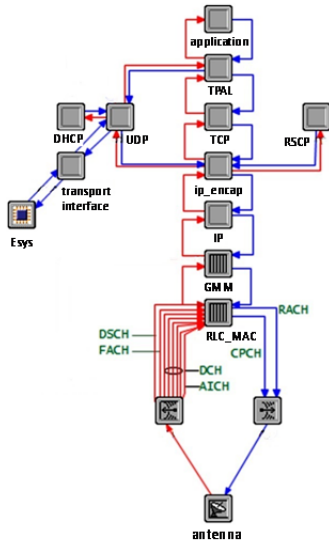 application
TPAL
DHCP
UDP
TCP
RSCP
transport
interface
ip_encap
Esys
IP
GMM
DSCH
RACH
FACH
RLC_MAC
CPCH
DCH
AICH
antenna